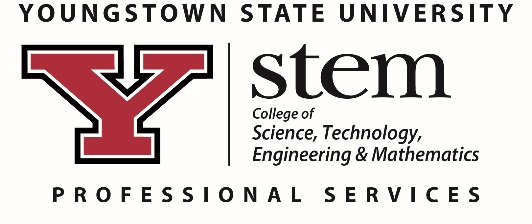 YOUNGSTOWN STATE UNIVERSITY
Y
stem
College of
Science, Technology,
Engineering & Mathematics
PROFESSIONAL SERVICES